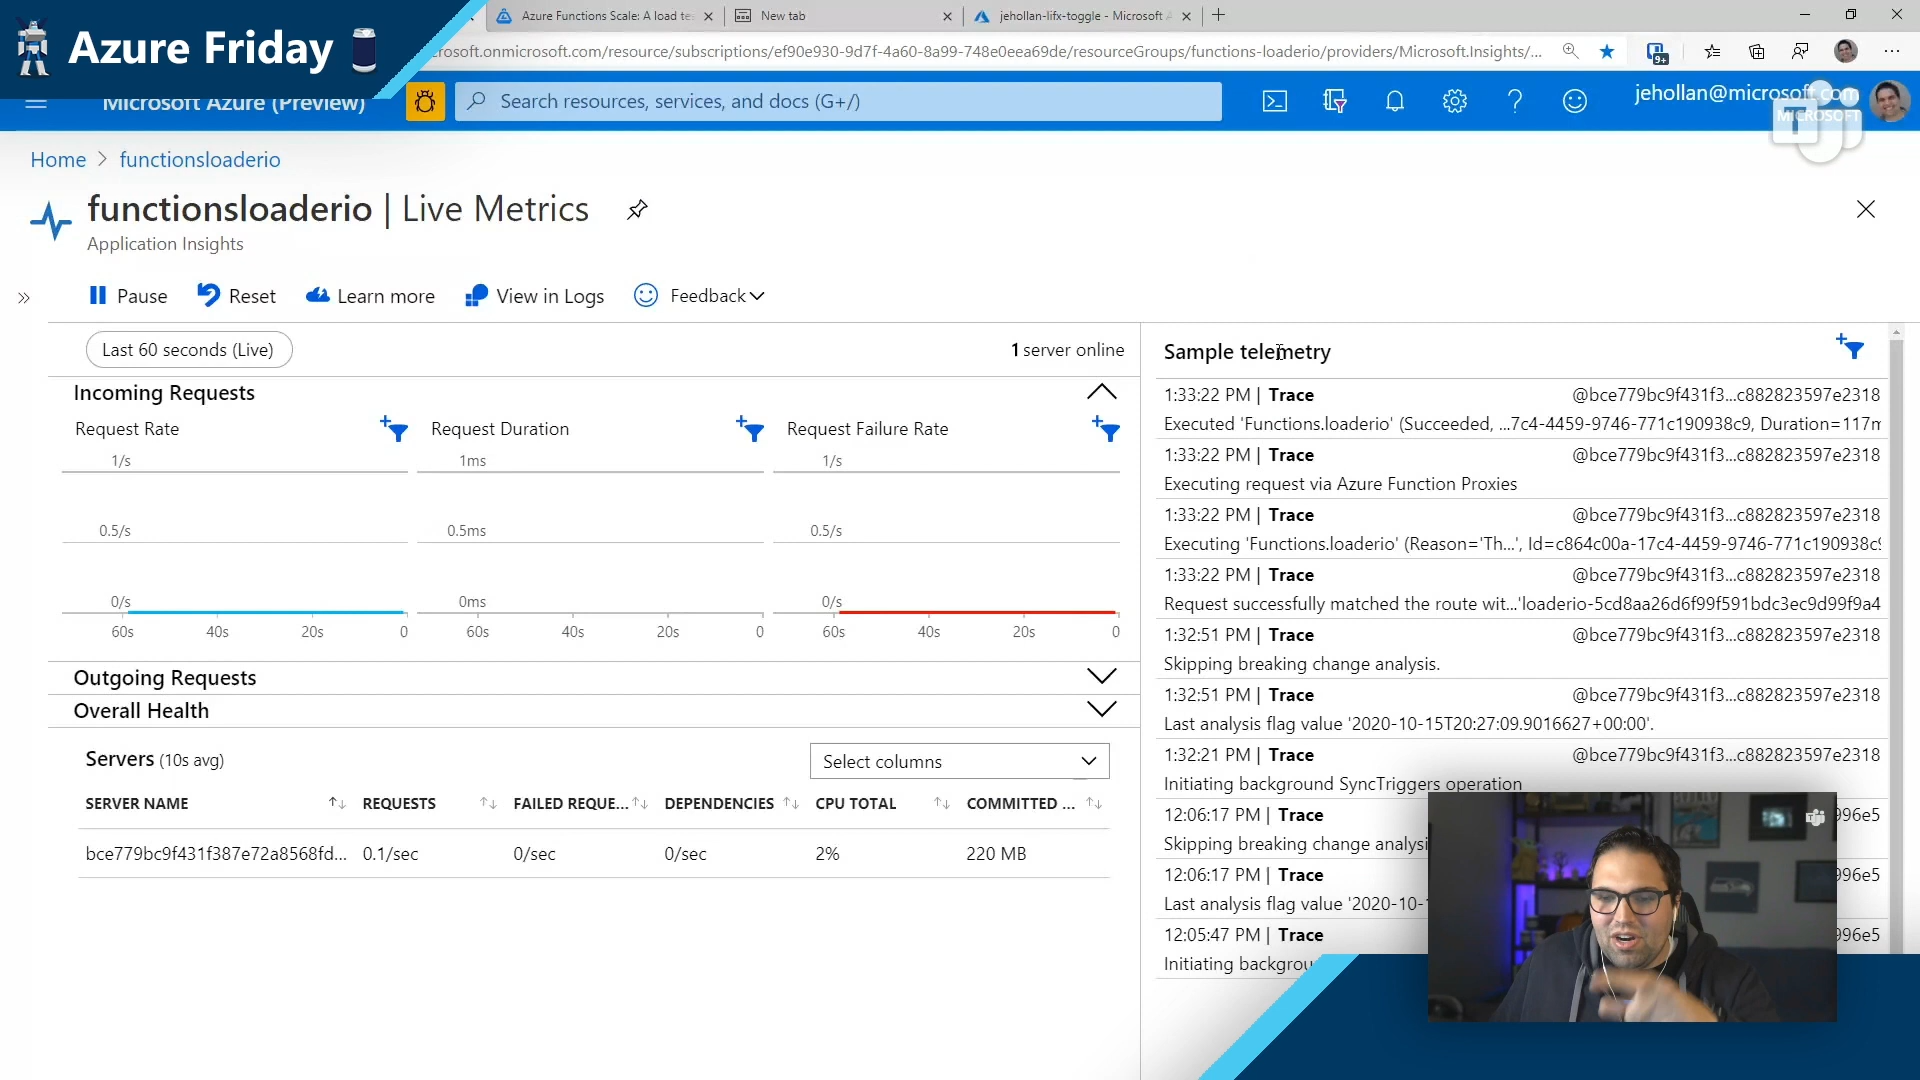 Azure Friday
Azure Functions Scale: A load te
New tab
jehollan-lifx-toggle - Microsoft A
rosoft.onmicrosoft.com/resource/subscriptions/ef90e930-9d7f-4a60-8a99-748e0eea69de/resourceGroups/functions-loaderio/providers/Microsoft.Insights/...
9+
Microsoft Azure (Preview)
Search resources, services, and docs (G+/)
jehollan@microsoft.com
MICROSOFT
Home > functionsloaderio
functionsloaderio | Live Metrics
Application Insights
Pause
Reset
Learn more
View in Logs
Feedback
Last 60 seconds (Live)
1 server online
Incoming Requests
Request Rate
1/s
0.5/s
0/s
60s 40s 20s 0
Request Duration
1ms
0.5ms
0ms
60s 40s 20s 0
Request Failure Rate
1/s
0.5/s
0/s
60s 40s 20s 0
Outgoing Requests
Overall Health
Servers (10s avg)
Select columns
SERVER NAME REQUESTS FAILED REQUE... DEPENDENCIES CPU TOTAL COMMITTED ...
bce779bc9f431f387e72a8568fd... 0.1/sec 0/sec 0/sec 2% 220 MB
Sample telemetry
1:33:22 PM | Trace @bce779bc9f431f3...c882823597e2318
Executed 'Functions.loaderio' (Succeeded, ...7c4-4459-9746-771c190938c9, Duration=117m
1:33:22 PM | Trace @bce779bc9f431f3...c882823597e2318
Executing request via Azure Function Proxies
1:33:22 PM | Trace @bce779bc9f431f3...c882823597e2318
Executing 'Functions.loaderio' (Reason='Th...', Id=c864c00a-17c4-4459-9746-771c190938c9
1:33:22 PM | Trace @bce779bc9f431f3...c882823597e2318
Request successfully matched the route wit...'loaderio-5cd8aa26d6f99f591bdc3ec9d99f9a4
1:32:51 PM | Trace @bce779bc9f431f3...c882823597e2318
Skipping breaking change analysis.
1:32:51 PM | Trace @bce779bc9f431f3...c882823597e2318
Last analysis flag value '2020-10-15T20:27:09.9016627+00:00'.
1:32:21 PM | Trace @bce779bc9f431f3...c882823597e2318
Initiating background SyncTriggers operation
12:06:17 PM | Trace 996e5
Skipping breaking change analysi
12:06:17 PM | Trace 996e5
Last analysis flag value '2020-10-
12:05:47 PM | Trace 996e5
Initiating backgrou